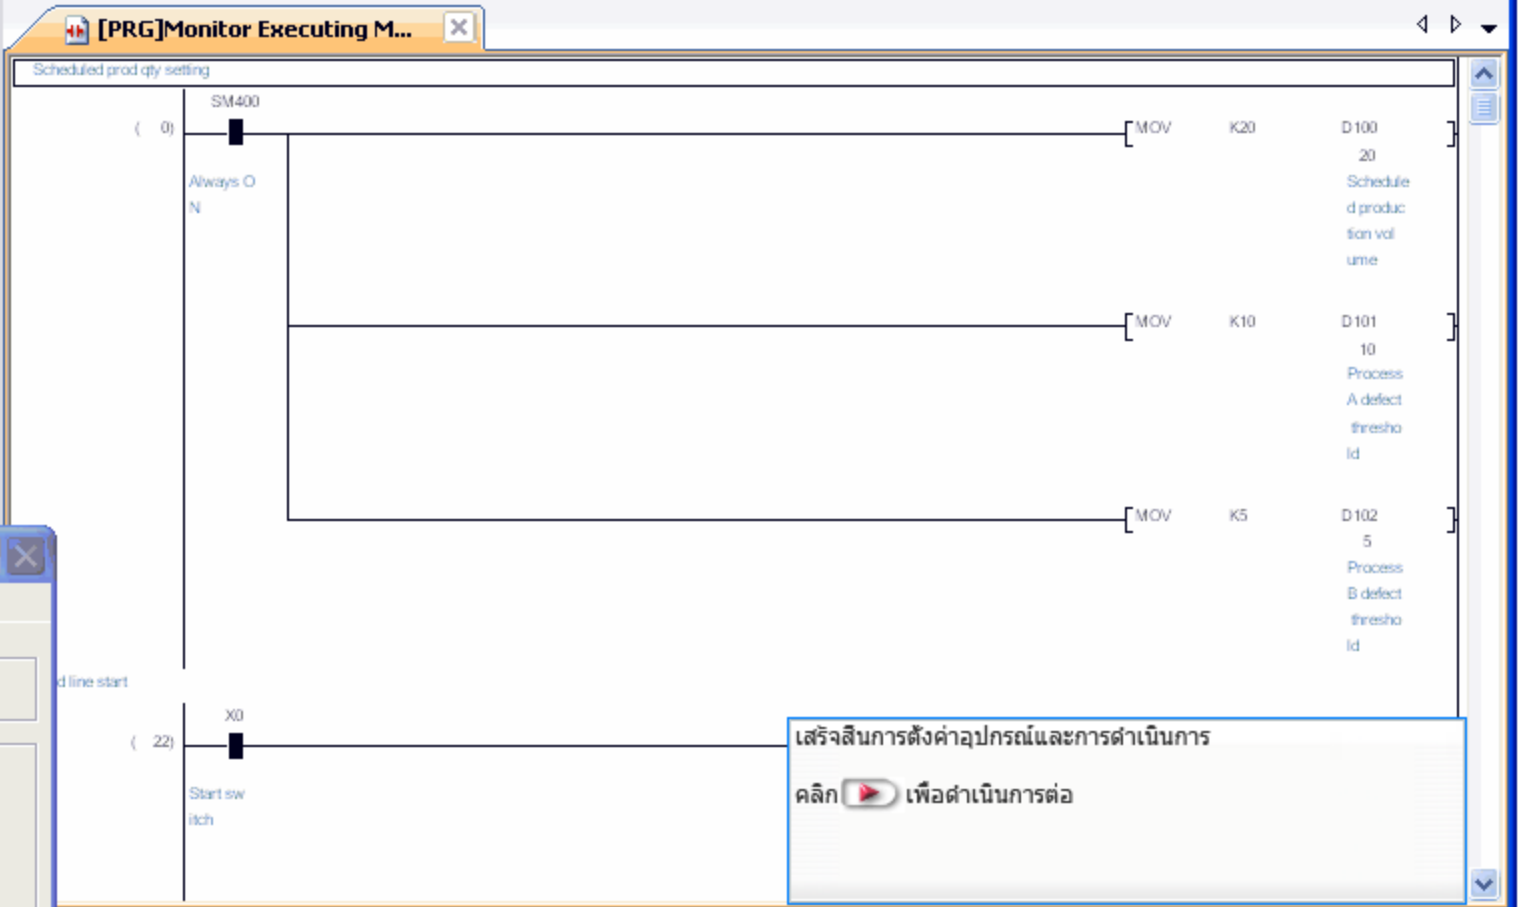 [PRG]Monitor Executing M...
Scheduled prod qty setting
SM400
( 0)
MOV K20 D100
20
Always O
N
Schedule
d produc
tion vol
ume
MOV K10 D101
10
Process
A defect
thresho
ld
MOV K5 D102
5
Process
B defect
thresho
ld
d line start
X0
( 22)
Start sw
itch
เสร็จสิ้นการตั้งค่าอุปกรณ์และการดำเนินการ
คลิก เพื่อดำเนินการต่อ